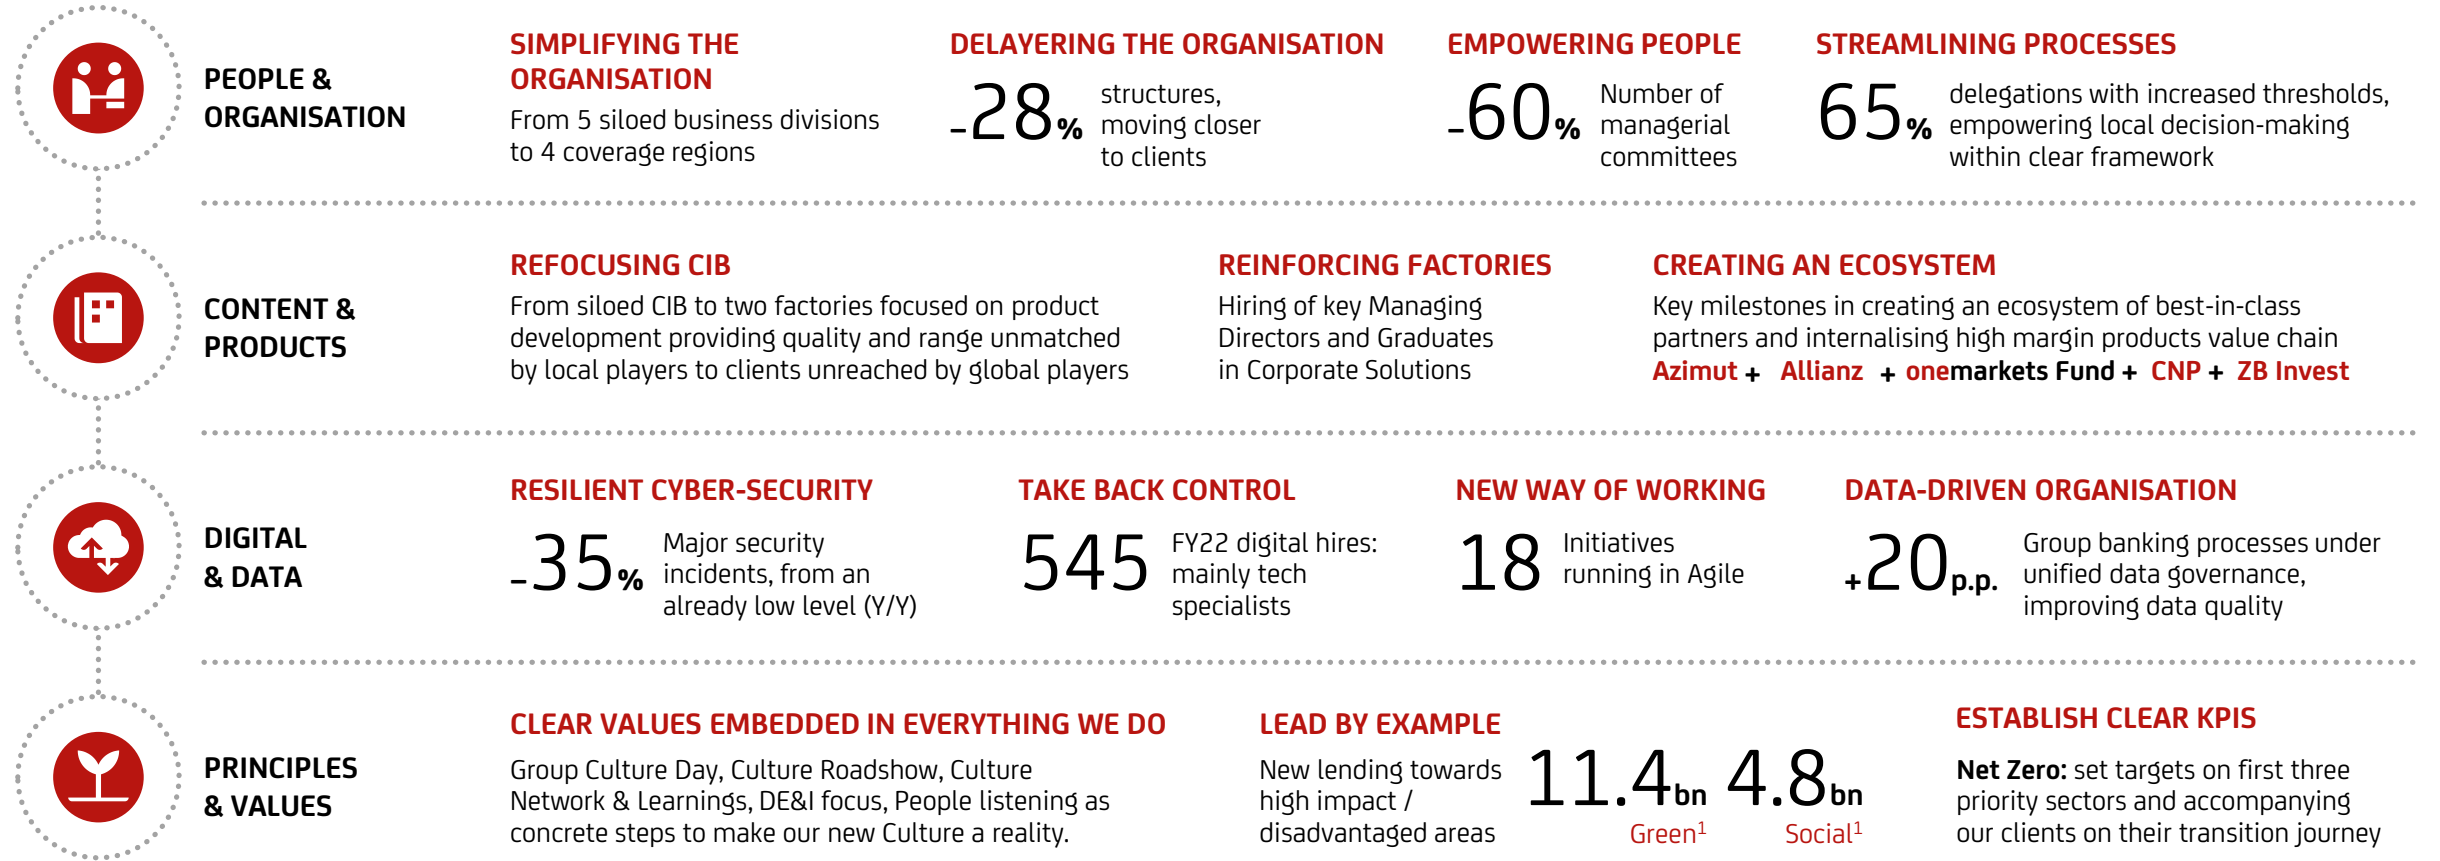 PEOPLE &
ORGANISATION
SIMPLIFYING THE
ORGANISATION
From 5 siloed business divisions
to 4 coverage regions
DELAYERING THE ORGANISATION
-28%
structures,
moving closer
to clients
EMPOWERING PEOPLE
-60%
Number of
managerial
committees
STREAMLINING PROCESSES
65%
delegations with increased thresholds,
empowering local decision-making
within clear framework
CONTENT &
PRODUCTS
REFOCUSING CIB
From siloed CIB to two factories focused on product
development providing quality and range unmatched
by local players to clients unreached by global players
REINFORCING FACTORIES
Hiring of key Managing
Directors and Graduates
in Corporate Solutions
CREATING AN ECOSYSTEM
Key milestones in creating an ecosystem of best-in-class
partners and internalising high margin products value chain
Azimut + Allianz + onemarkets Fund + CNP + ZB Invest
DIGITAL
& DATA
RESILIENT CYBER-SECURITY
-35%
Major security
incidents, from an
already low level (Y/Y)
TAKE BACK CONTROL
545
FY22 digital hires:
mainly tech
specialists
NEW WAY OF WORKING
18
Initiatives
running in Agile
DATA-DRIVEN ORGANISATION
+20p.p.
Group banking processes under
unified data governance,
improving data quality
PRINCIPLES
& VALUES
CLEAR VALUES EMBEDDED IN EVERYTHING WE DO
Group Culture Day, Culture Roadshow, Culture
Network & Learnings, DE&I focus, People listening as
concrete steps to make our new Culture a reality.
LEAD BY EXAMPLE
New lending towards
high impact /
disadvantaged areas
11.4bn
Green¹
4.8bn
Social¹
ESTABLISH CLEAR KPIS
Net Zero: set targets on first three
priority sectors and accompanying
our clients on their transition journey